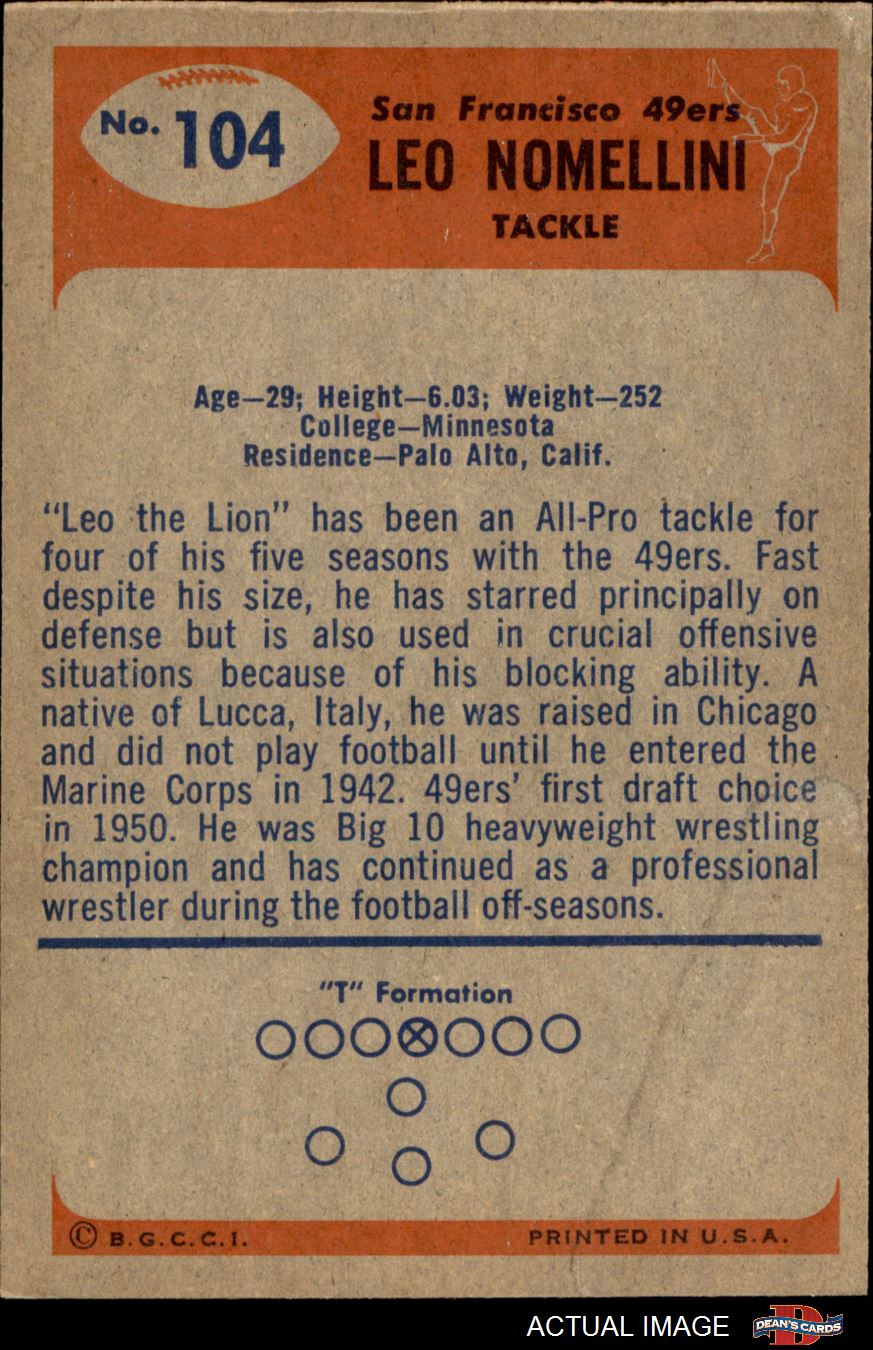 No. 104
San Francisco 49ers
LEO NOMELLINI
TACKLE
Age—29; Height—6.03; Weight—252
College—Minnesota
Residence—Palo Alto, Calif.
"Leo the Lion" has been an All-Pro tackle for
four of his five seasons with the 49ers. Fast
despite his size, he has starred principally on
defense but is also used in crucial offensive
situations because of his blocking ability. A
native of Lucca, Italy, he was raised in Chicago
and did not play football until he entered the
Marine Corps in 1942. 49ers' first draft choice
in 1950. He was Big 10 heavyweight wrestling
champion and has continued as a professional
wrestler during the football off-seasons.
"T" Formation
© B.G.C.C.I.
PRINTED IN U.S.A.
ACTUAL IMAGE
D
DEAN'S CARDS